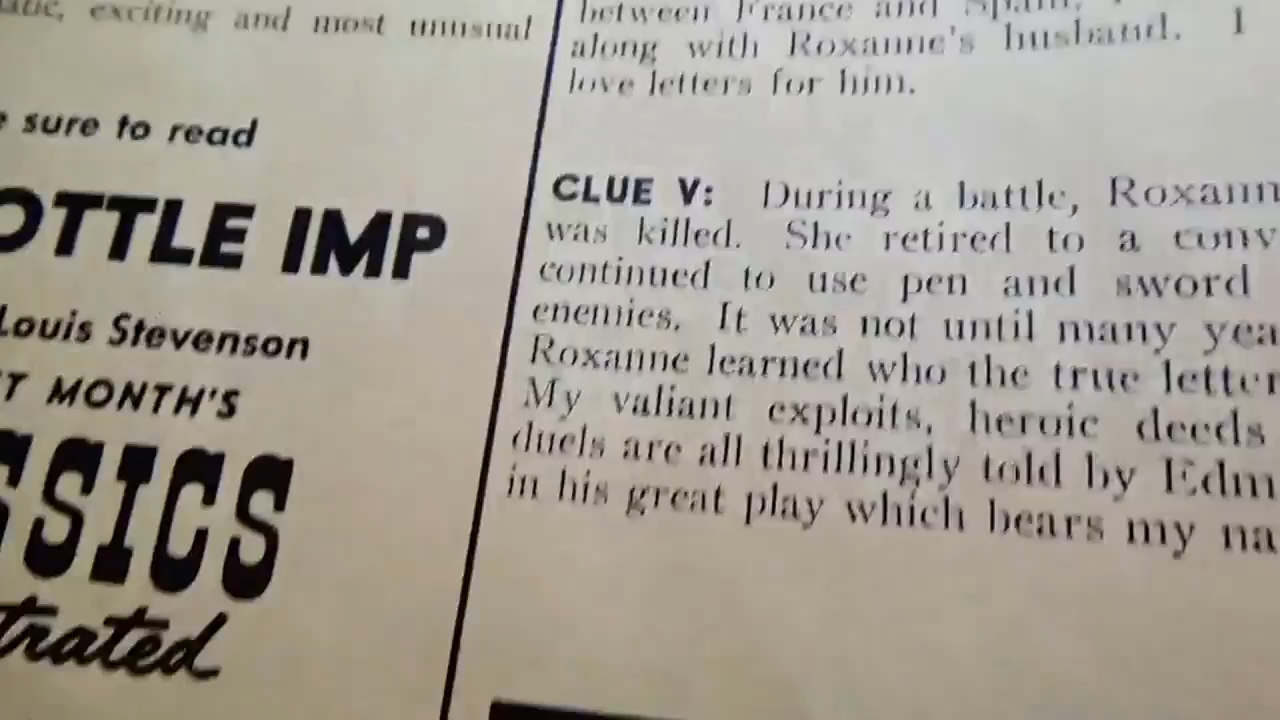 exciting and most unusual
sure to read
OTTLE IMP
Louis Stevenson
T MONTH'S
SSICS
trated
between France and Spain.
along with Roxanne's husband. I
love letters for him.
CLUE V: During a battle, Roxann
was killed. She retired to a conv
continued to use pen and sword
enemies. It was not until many yea
Roxanne learned who the true letter
My valiant exploits, heroic deeds
duels are all thrillingly told by Edm
in his great play which bears my na